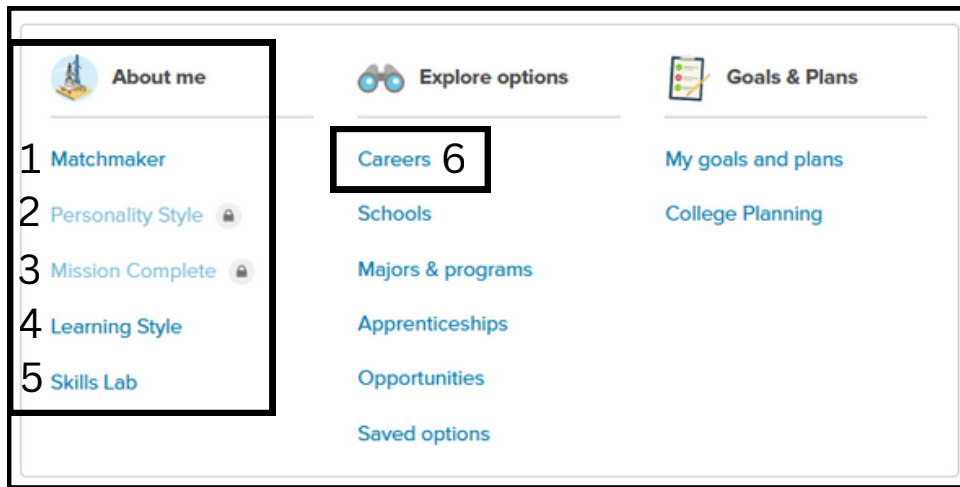 About me
1 Matchmaker
2 Personality Style
3 Mission Complete
4 Learning Style
5 Skills Lab
Explore options
Careers 6
Schools
Majors & programs
Apprenticeships
Opportunities
Saved options
Goals & Plans
My goals and plans
College Planning